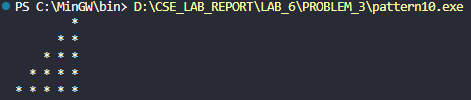 PS C:\MinGW\bin> D:\CSE_LAB_REPORT\LAB_6\PROBLEM_3\pattern10.exe
        *
      * *
    * * *
  * * * *
* * * * *